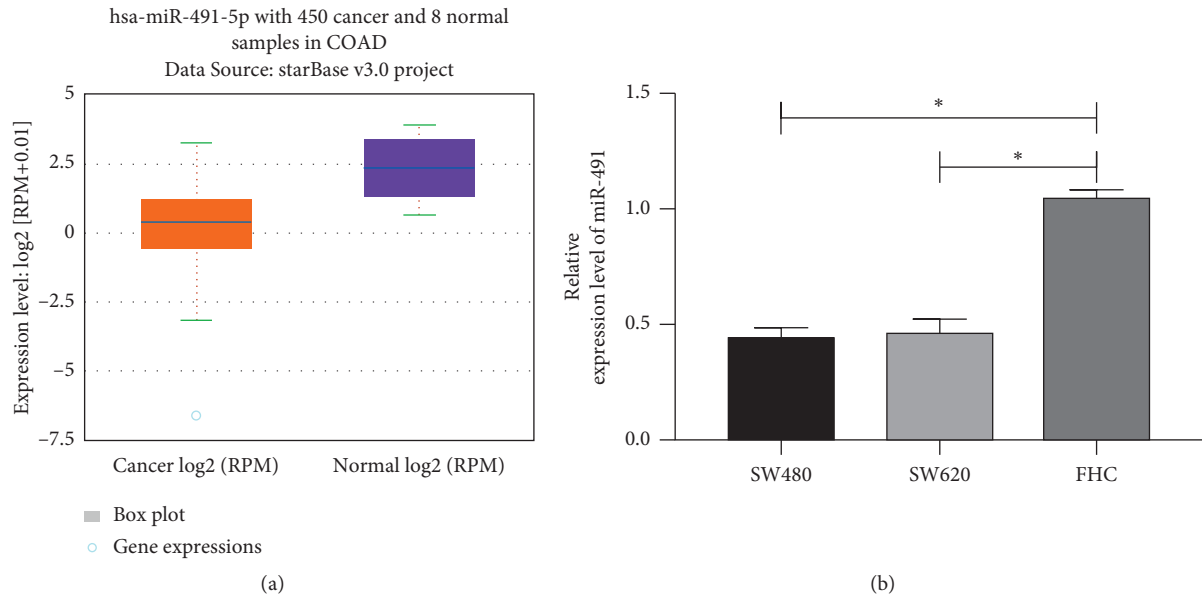 hsa-miR-491-5p with 450 cancer and 8 normal
samples in COAD
Data Source: starBase v3.0 project
Expression level: log2 [RPM+0.01]
5
2.5
0
−2.5
−5
−7.5
Cancer log2 (RPM)
Normal log2 (RPM)
Box plot
Gene expressions
(a)
Relative
expression level of miR-491
1.5
1.0
0.5
0.0
*
*
SW480
SW620
FHC
(b)